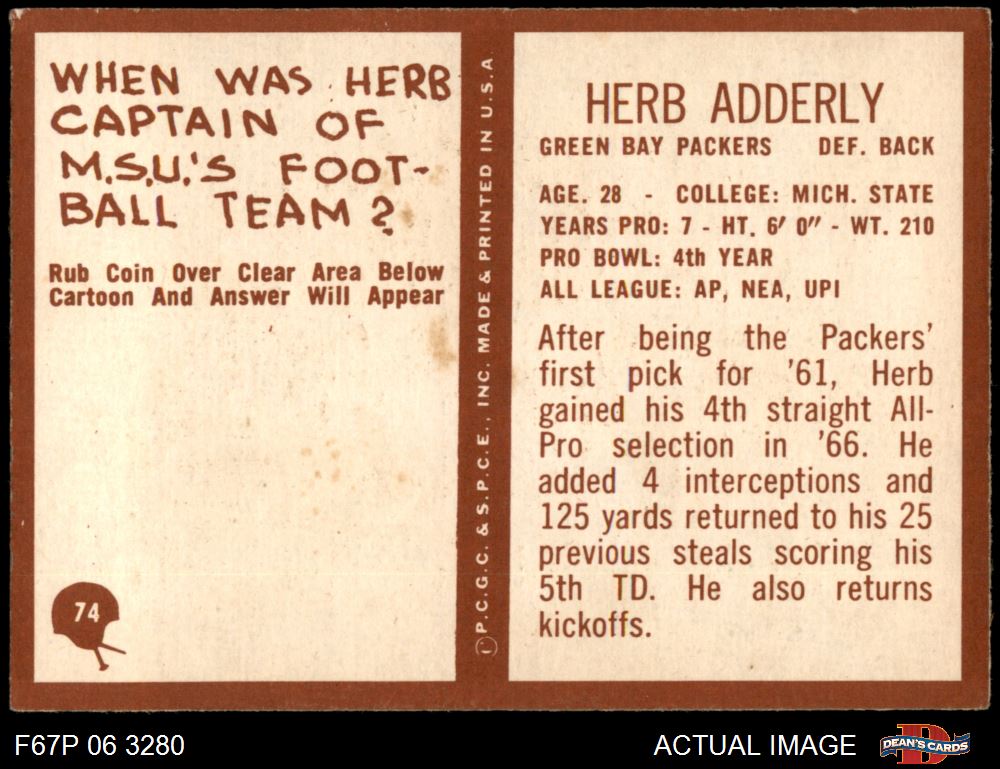 WHEN WAS HERB
CAPTAIN OF
M.S.U.'S FOOT-
BALL TEAM?
Rub Coin Over Clear Area Below
Cartoon And Answer Will Appear
74
©P.C.G.C. & S.P.C.E., INC. MADE & PRINTED IN U.S.A
HERB ADDERLY
GREEN BAY PACKERS DEF. BACK
AGE. 28 - COLLEGE: MICH. STATE
YEARS PRO: 7 - HT. 6' 0" - WT. 210
PRO BOWL: 4th YEAR
ALL LEAGUE: AP, NEA, UPI
After being the Packers'
first pick for '61, Herb
gained his 4th straight All-
Pro selection in '66. He
added 4 interceptions and
125 yards returned to his 25
previous steals scoring his
5th TD. He also returns
kickoffs.
F67P 06 3280
ACTUAL IMAGE
DEAN'S CARDS